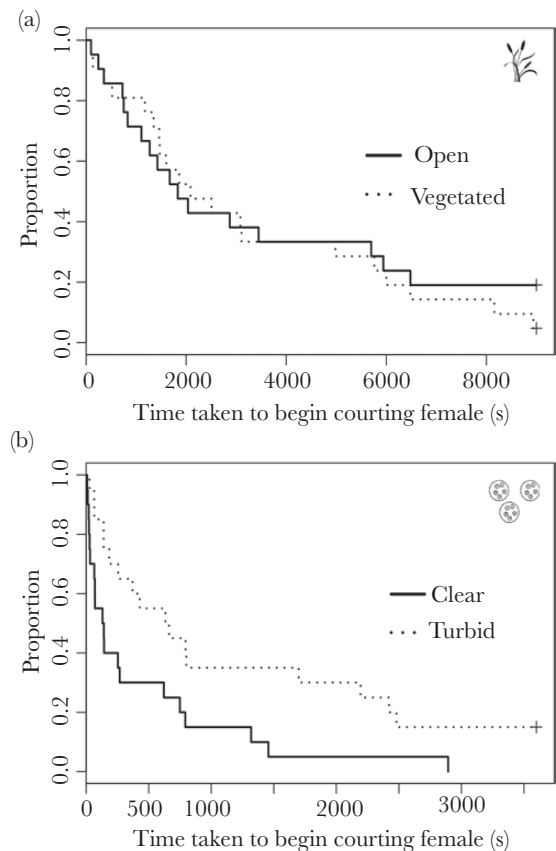 (a)
1.0
0.8
0.6
0.4
0.2
0.0
Proportion
Open
Vegetated
0 2000 4000 6000 8000
Time taken to begin courting female (s)
(b)
1.0
0.8
0.6
0.4
0.2
0.0
Proportion
Clear
Turbid
0 500 1000 2000 3000
Time taken to begin courting female (s)